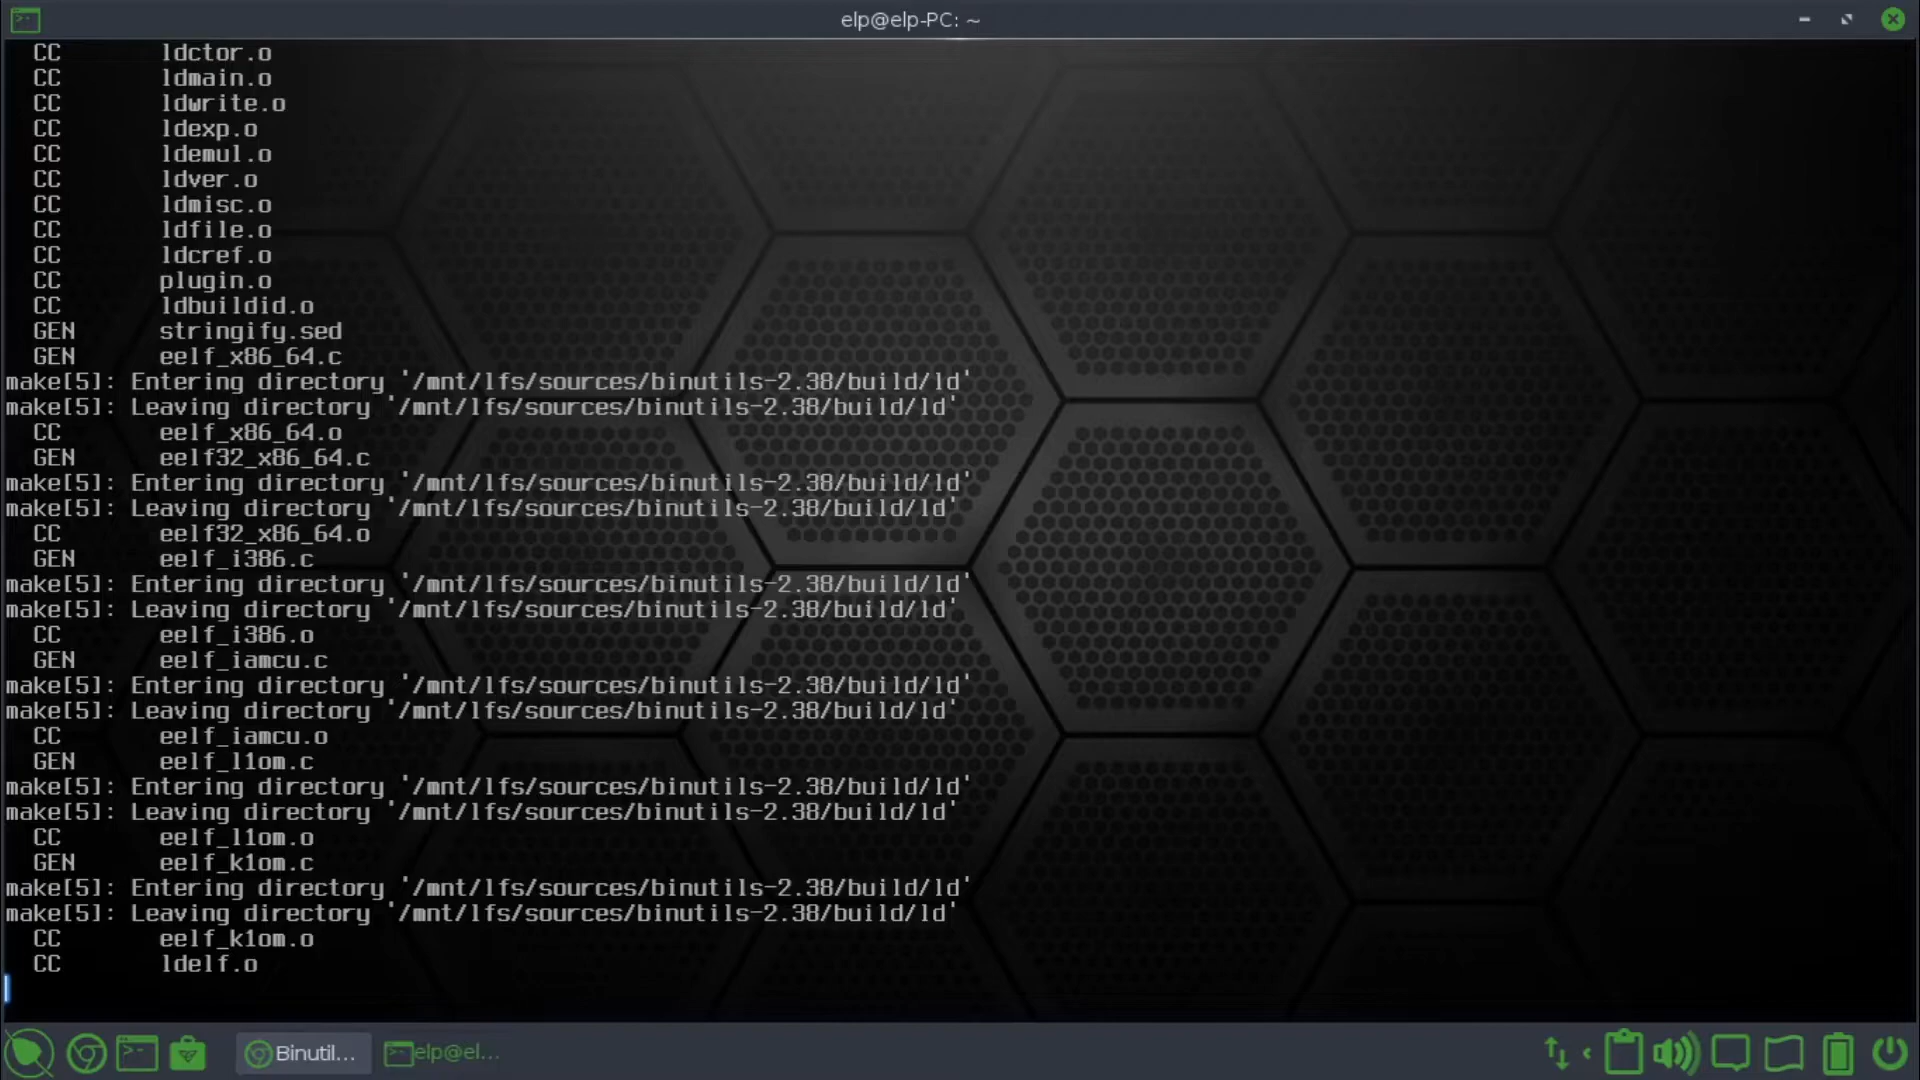 elp@elp-PC: ~
CC ldctor.o
CC ldmain.o
CC ldwrite.o
CC ldexp.o
CC ldemul.o
CC ldver.o
CC ldmisc.o
CC ldfile.o
CC ldcref.o
CC plugin.o
CC ldbuildid.o
GEN stringify.sed
GEN eelf_x86_64.c
make[5]: Entering directory '/mnt/lfs/sources/binutils-2.38/build/ld'
make[5]: Leaving directory '/mnt/lfs/sources/binutils-2.38/build/ld'
CC eelf_x86_64.o
GEN eelf32_x86_64.c
make[5]: Entering directory '/mnt/lfs/sources/binutils-2.38/build/ld'
make[5]: Leaving directory '/mnt/lfs/sources/binutils-2.38/build/ld'
CC eelf32_x86_64.o
GEN eelf_i386.c
make[5]: Entering directory '/mnt/lfs/sources/binutils-2.38/build/ld'
make[5]: Leaving directory '/mnt/lfs/sources/binutils-2.38/build/ld'
CC eelf_i386.o
GEN eelf_iamcu.c
make[5]: Entering directory '/mnt/lfs/sources/binutils-2.38/build/ld'
make[5]: Leaving directory '/mnt/lfs/sources/binutils-2.38/build/ld'
CC eelf_iamcu.o
GEN eelf_l1om.c
make[5]: Entering directory '/mnt/lfs/sources/binutils-2.38/build/ld'
make[5]: Leaving directory '/mnt/lfs/sources/binutils-2.38/build/ld'
CC eelf_l1om.o
GEN eelf_k1om.c
make[5]: Entering directory '/mnt/lfs/sources/binutils-2.38/build/ld'
make[5]: Leaving directory '/mnt/lfs/sources/binutils-2.38/build/ld'
CC eelf_k1om.o
CC ldelf.o
Binutil... elp@el...